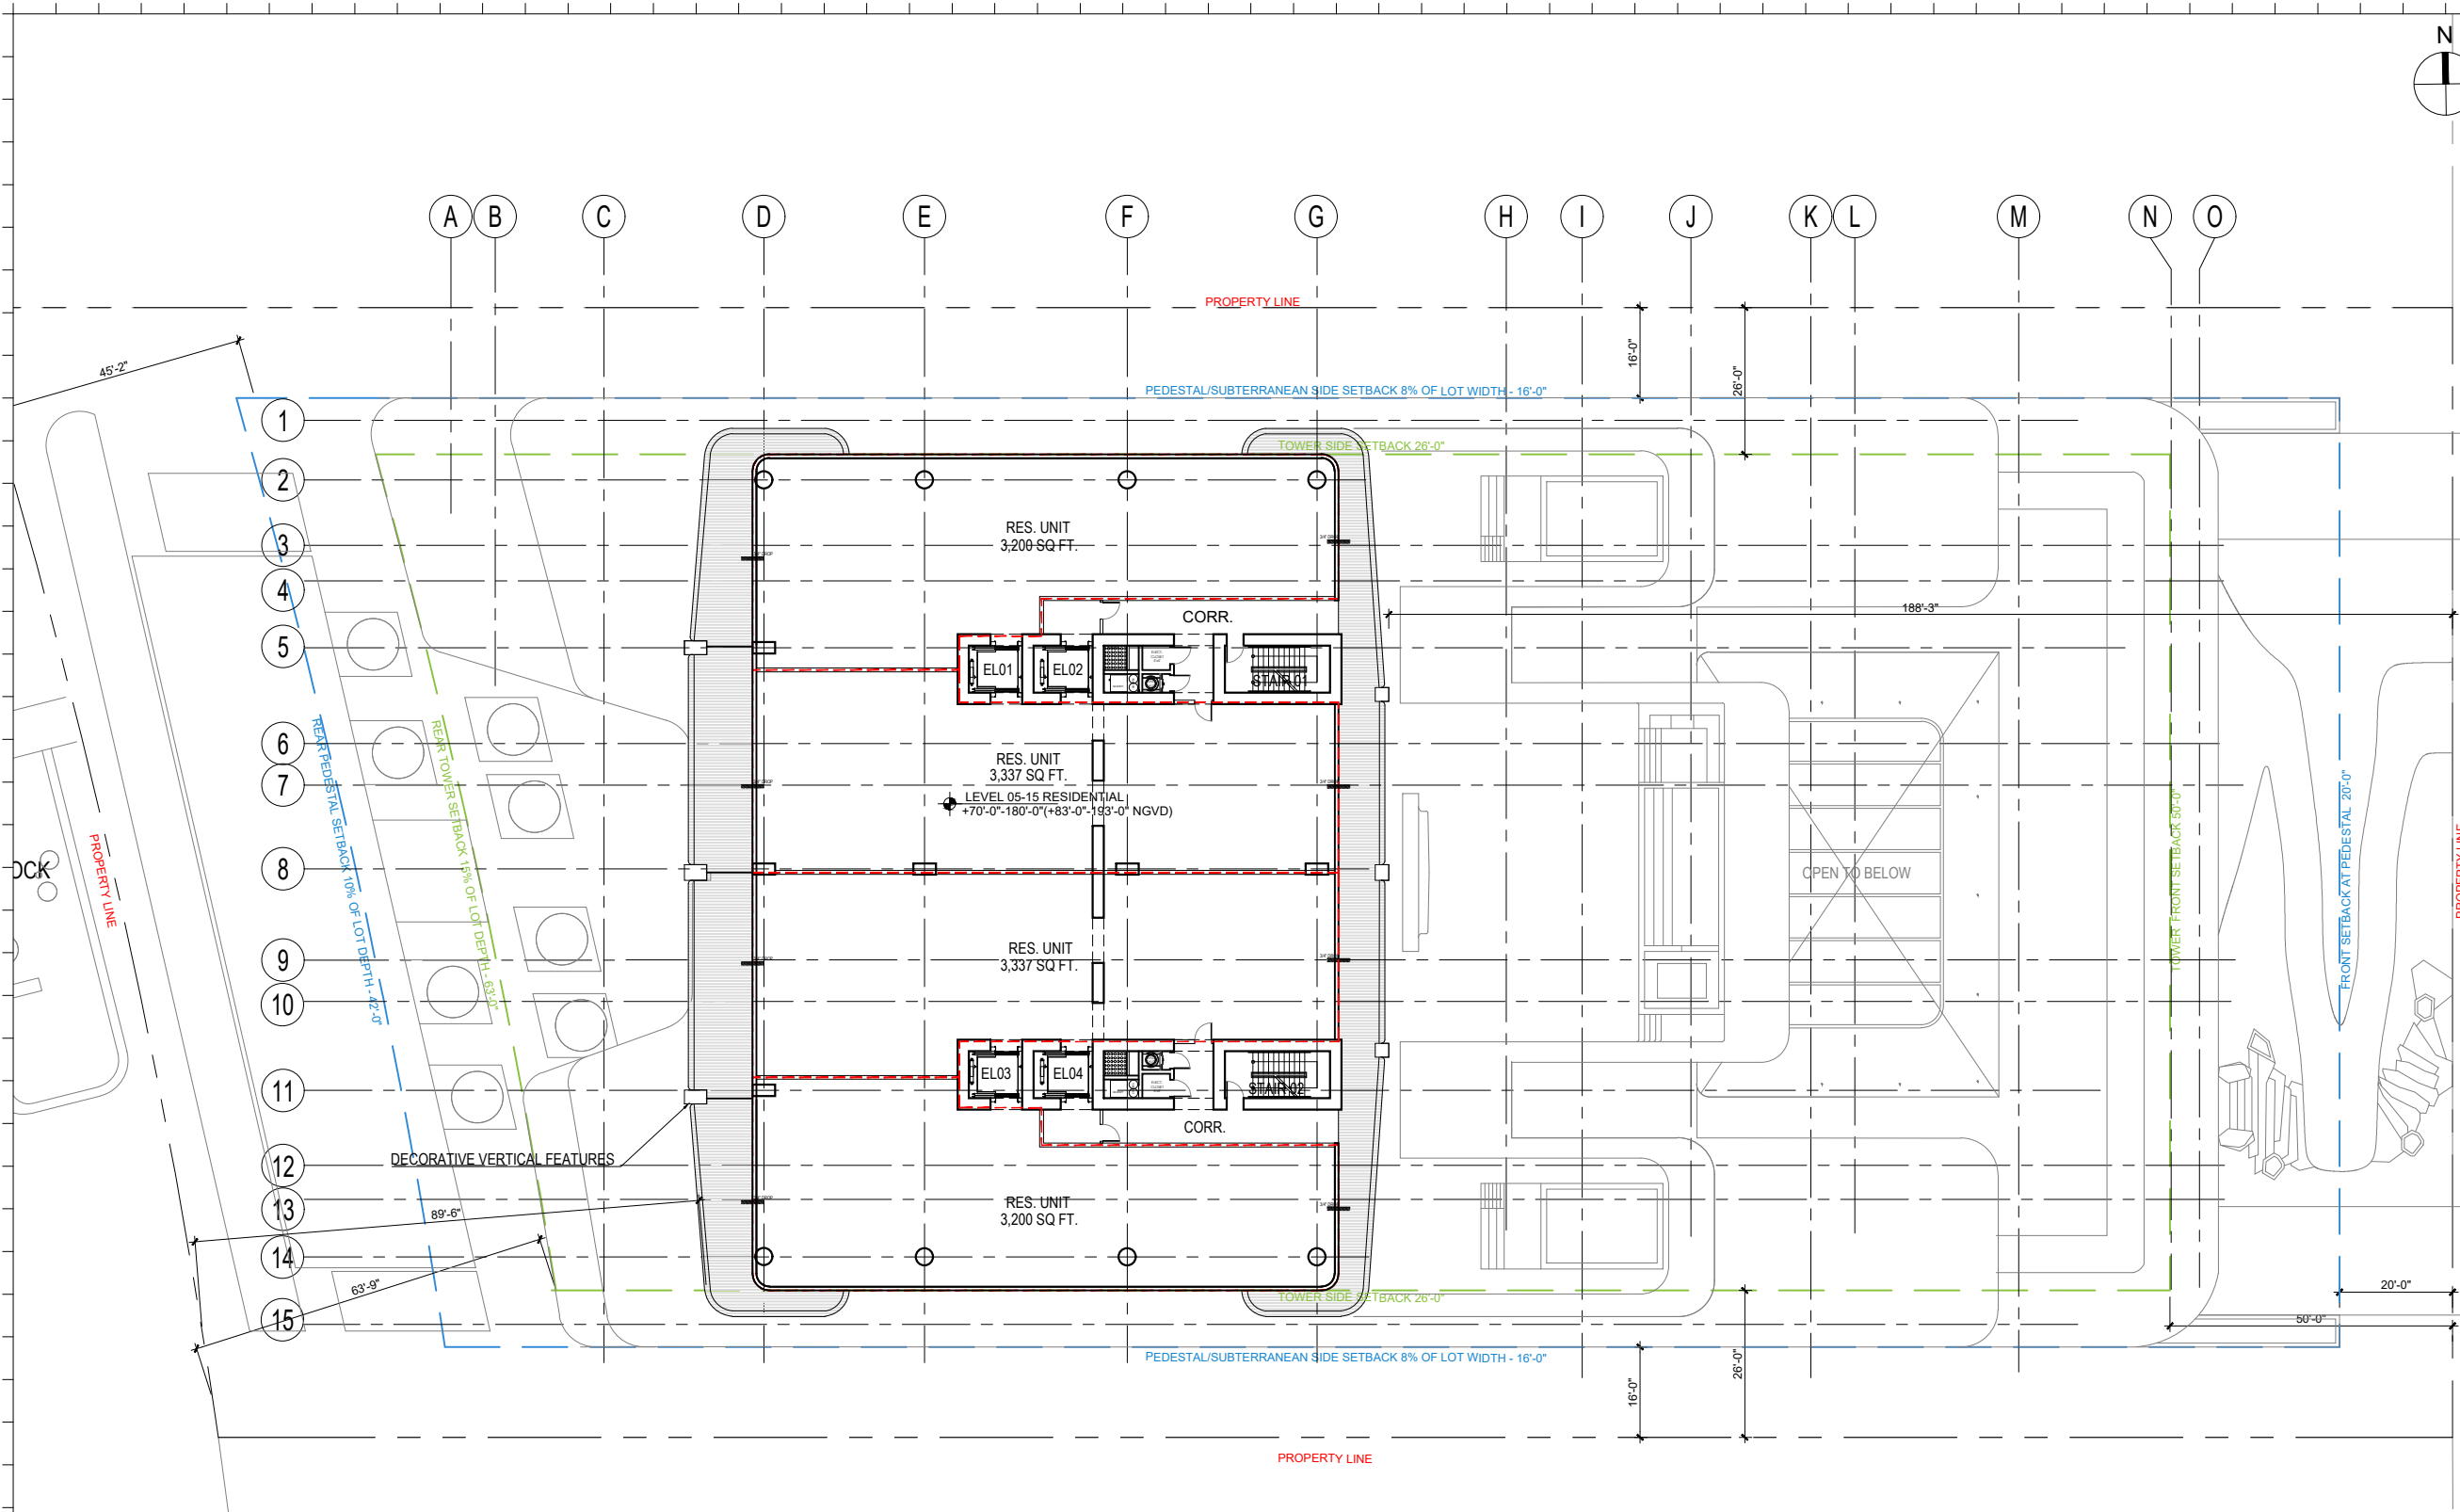 N
A
B
C
D
E
F
G
H
I
J
K
L
M
N
O
PROPERTY LINE
45'-2"
16'-0"
26'-0"
PEDESTAL/SUBTERRANEAN SIDE SETBACK 8% OF LOT WIDTH - 16'-0"
1
TOWER SIDE SETBACK 26'-0"
2
RES. UNIT
3,200 SQ FT.
3
4
188'-3"
CORR.
5
EL01
EL02
STAIR 01
6
RES. UNIT
3,337 SQ FT.
7
LEVEL 05-15 RESIDENTIAL
+70'-0"-180'-0"(+83'-0"-193'-0" NGVD)
REAR PEDESTAL SETBACK 10% OF LOT DEPTH - 42'-0"
REAR TOWER SETBACK 15% OF LOT DEPTH - 63'-0"
PROPERTY LINE
OCK
8
OPEN TO BELOW
TOWER FRONT SETBACK 50'-0"
FRONT SETBACK AT PEDESTAL 20'-0"
PROPERTY LINE
RES. UNIT
3,337 SQ FT.
9
10
EL03
EL04
STAIR 02
11
CORR.
DECORATIVE VERTICAL FEATURES
12
RES. UNIT
3,200 SQ FT.
13
89'-6"
14
63'-9"
15
TOWER SIDE SETBACK 26'-0"
20'-0"
50'-0"
PEDESTAL/SUBTERRANEAN SIDE SETBACK 8% OF LOT WIDTH - 16'-0"
16'-0"
26'-0"
PROPERTY LINE